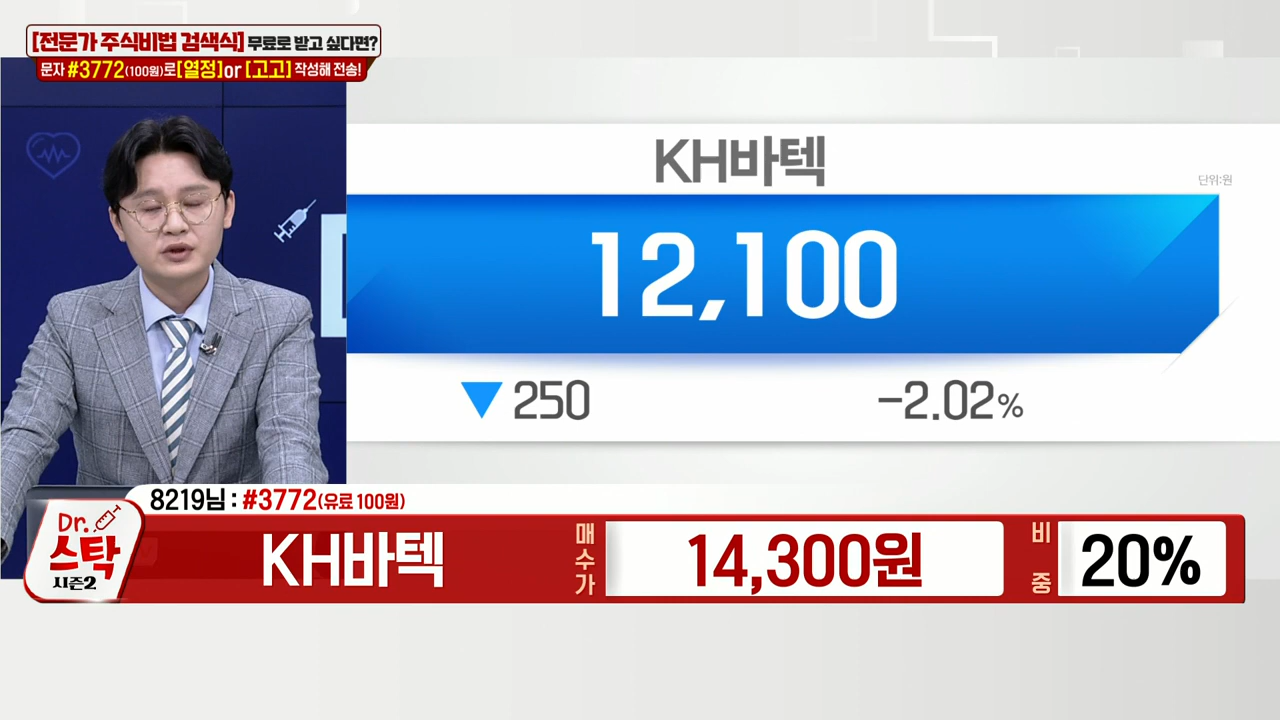 [전문가 주식비법 검색식] 무료로 받고 싶다면?
문자 #3772(100원)로[열정]or [고고] 작성해 전송!
KH바텍
단위:원
12,100
▼ 250 -2.02%
8219님 : #3772(유료 100원)
Dr.
스탁
시즌2
KH바텍 매수가 14,300원 비중 20%